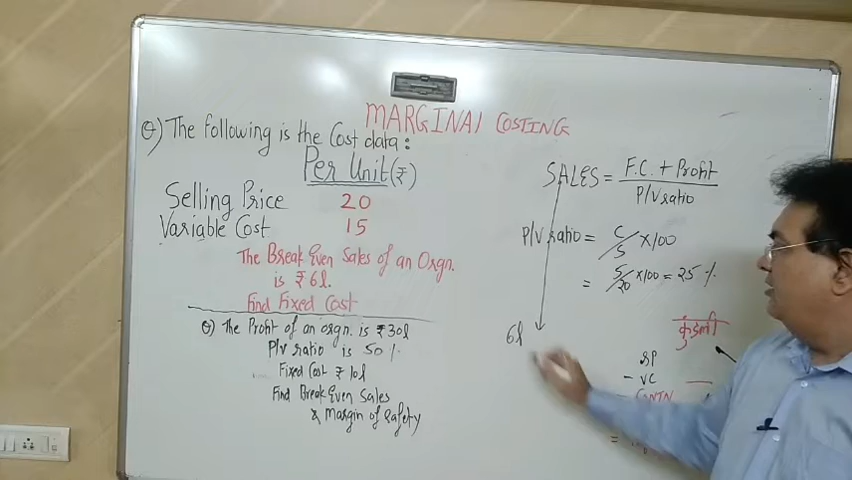 MARGINAL COSTING
Q) The following is the Cost data:
Per Unit (₹)
Selling Price 20
Variable Cost 15
The Break Even Sales of an Orgn.
is ₹ 6l.
Find Fixed Cost
Q) The Profit of an orgn. is ₹30l
P/V ratio is 50%
Fixed Cost ₹ 10l
Find Break Even Sales
& Margin of Safety
SALES = F.C. + Profit
P/V ratio
P/V ratio = C/S × 100
= 5/20 × 100 = 25 %
6l
SP
- VC
CONTN
=